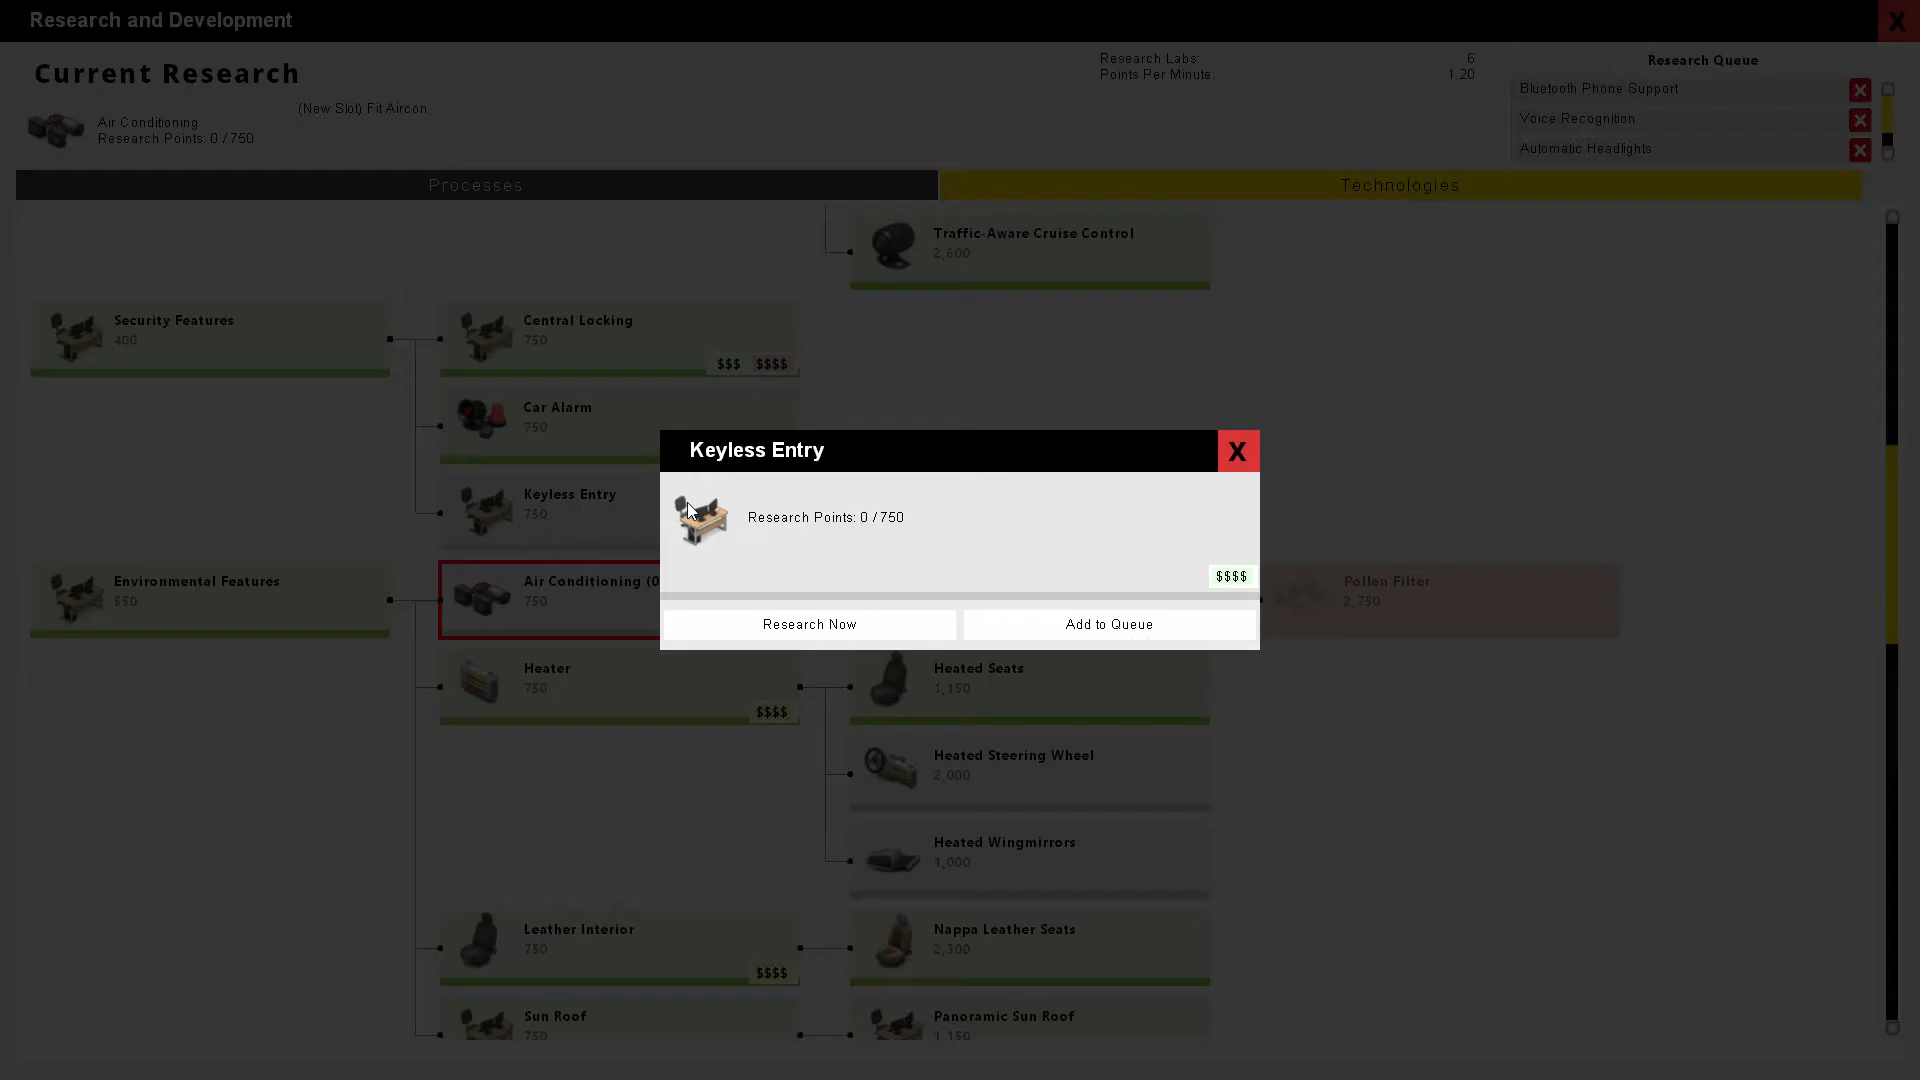 Research and Development
X
Current Research
Research Labs: 6
Points Per Minute: 1.20
Research Queue
Bluetooth Phone Support
Voice Recognition
Automatic Headlights
(New Slot) Fit Aircon
Air Conditioning
Research Points: 0 / 750
Processes
Technologies
Traffic-Aware Cruise Control
2,600
Security Features
400
Central Locking
750
$$$ $$$$
Car Alarm
750
Keyless Entry
750
Keyless Entry
X
Research Points: 0 / 750
$$$$
Research Now
Add to Queue
Environmental Features
550
Air Conditioning (0
750
Pollen Filter
2,750
Heater
750
$$$$
Heated Seats
1,150
Heated Steering Wheel
2,000
Heated Wingmirrors
1,000
Leather Interior
750
$$$$
Nappa Leather Seats
2,300
Sun Roof
750
Panoramic Sun Roof
1,150